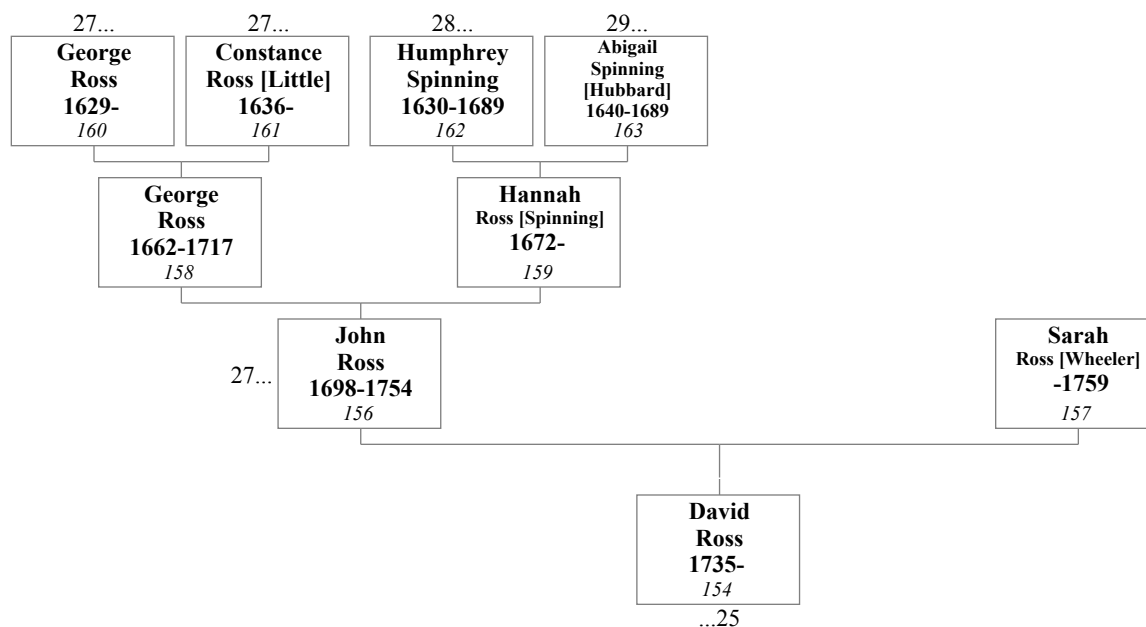 27...
George
Ross
1629-
160
27...
Constance
Ross [Little]
1636-
161
28...
Humphrey
Spinning
1630-1689
162
29...
Abigail
Spinning
[Hubbard]
1640-1689
163
George
Ross
1662-1717
158
Hannah
Ross [Spinning]
1672-
159
27...
John
Ross
1698-1754
156
Sarah
Ross [Wheeler]
-1759
157
David
Ross
1735-
154
...25